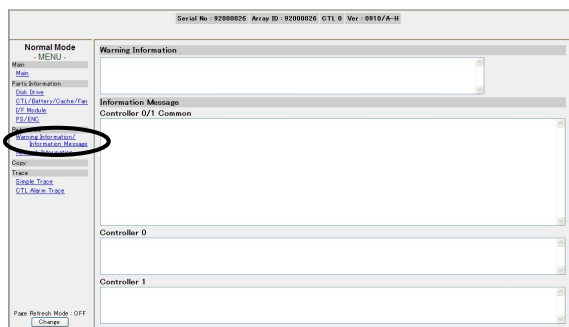 Serial No : 92000026 Array ID : 92000026 CTL 0 Ver : 0910/A-H
Normal Mode
- MENU -
Main
Main
Parts Information
Disk Drive
CTL/Battery/Cache/Fan
I/F Module
PS/ENC
Warning Information/
Information Message
Copy
Trace
Simple Trace
CTL Alarm Trace
Page Refresh Mode : OFF
Change
Warning Information
Information Message
Controller 0/1 Common
Controller 0
Controller 1